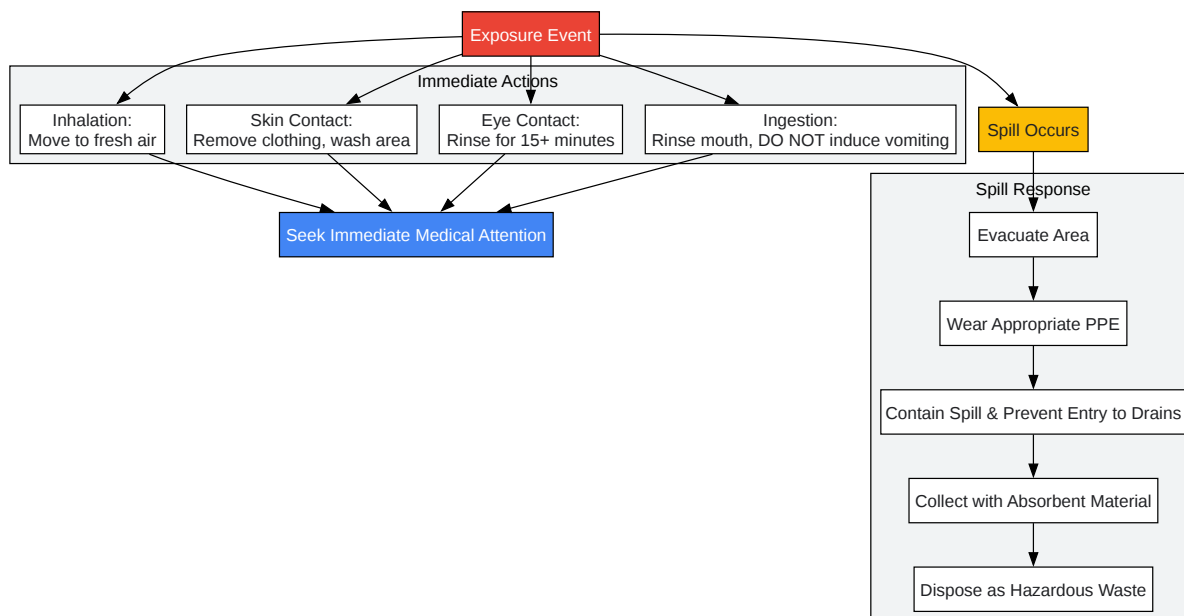 Exposure Event
Immediate Actions
Inhalation:
Move to fresh air
Skin Contact:
Remove clothing, wash area
Eye Contact:
Rinse for 15+ minutes
Ingestion:
Rinse mouth, DO NOT induce vomiting
Spill Occurs
Seek Immediate Medical Attention
Spill Response
Evacuate Area
Wear Appropriate PPE
Contain Spill & Prevent Entry to Drains
Collect with Absorbent Material
Dispose as Hazardous Waste